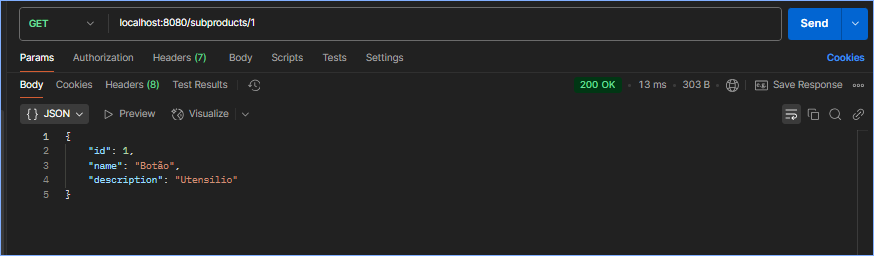 GET localhost:8080/subproducts/1 Send
Params Authorization Headers (7) Body Scripts Tests Settings Cookies
Body Cookies Headers (8) Test Results 200 OK • 13 ms • 303 B Save Response
{} JSON Preview Visualize
1 {
2 "id": 1,
3 "name": "Botão",
4 "description": "Utensilio"
5 }